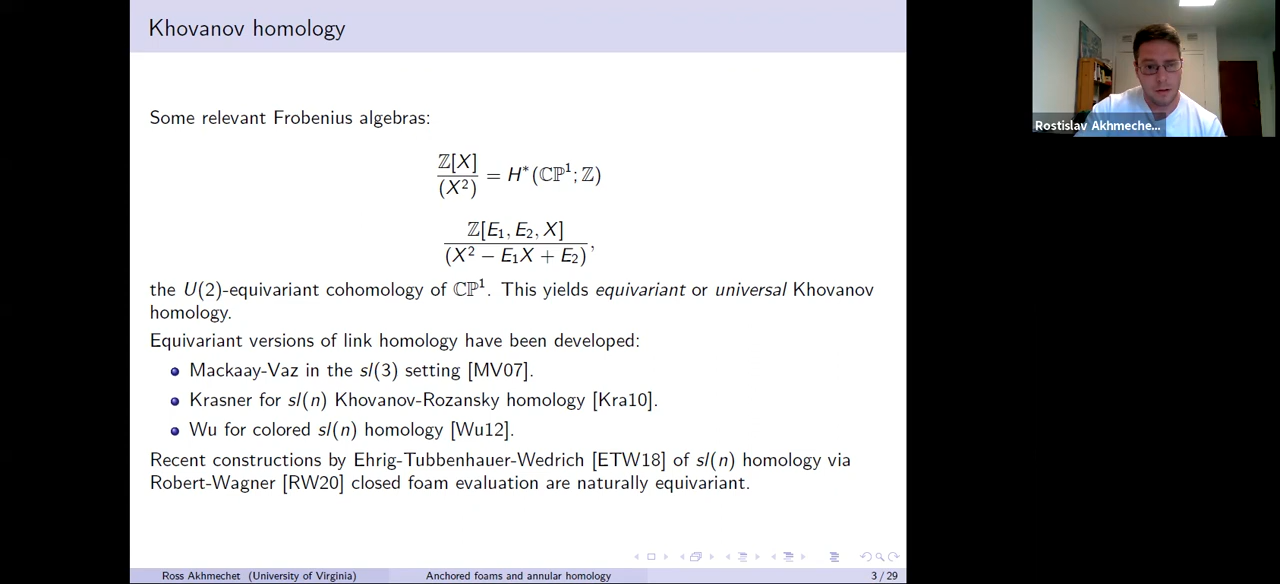 Khovanov homology
Some relevant Frobenius algebras:
ℤ[X]
(X²)
= H*(ℂℙ¹; ℤ)
ℤ[E₁, E₂, X]
(X² − E₁X + E₂)
,
the U(2)-equivariant cohomology of ℂℙ¹. This yields equivariant or universal Khovanov
homology.
Equivariant versions of link homology have been developed:
Mackaay-Vaz in the sl(3) setting [MV07].
Krasner for sl(n) Khovanov-Rozansky homology [Kra10].
Wu for colored sl(n) homology [Wu12].
Recent constructions by Ehrig-Tubbenhauer-Wedrich [ETW18] of sl(n) homology via
Robert-Wagner [RW20] closed foam evaluation are naturally equivariant.
Ross Akhmechet (University of Virginia)
Anchored foams and annular homology
3 / 29
Rostislav Akhmeche...